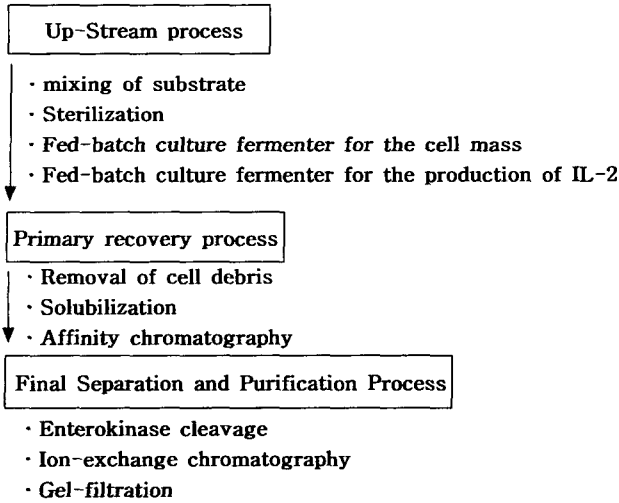 Up-Stream process
· mixing of substrate
· Sterilization
· Fed-batch culture fermenter for the cell mass
· Fed-batch culture fermenter for the production of IL-2
Primary recovery process
· Removal of cell debris
· Solubilization
· Affinity chromatography
Final Separation and Purification Process
· Enterokinase cleavage
· Ion-exchange chromatography
· Gel-filtration